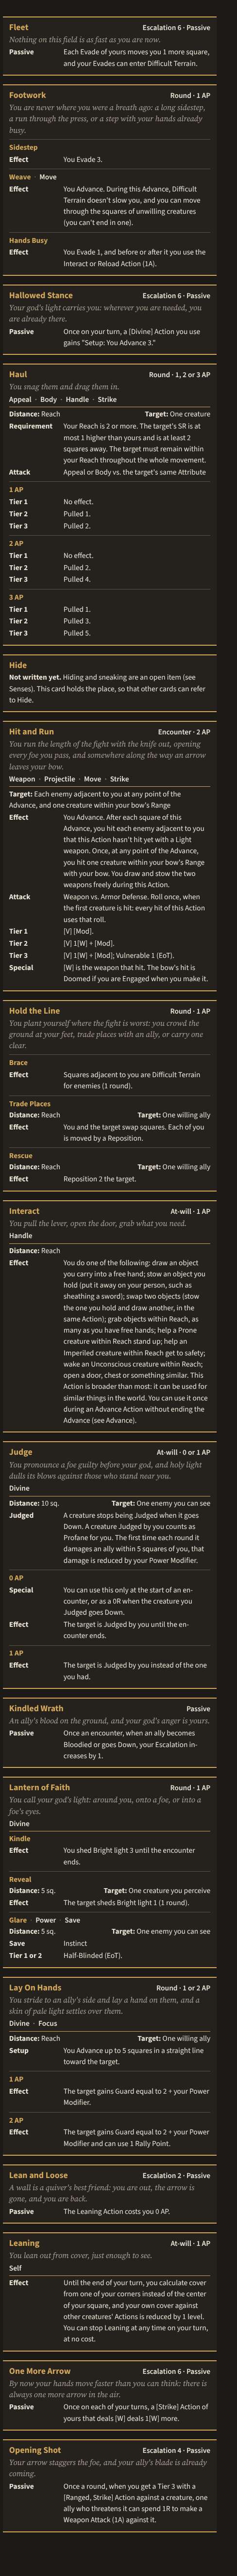 Fleet Escalation 6 · Passive
Nothing on this field is as fast as you are now.
Passive Each Evade of yours moves you 1 more square,
and your Evades can enter Difficult Terrain.
Footwork Round · 1 AP
You are never where you were a breath ago: a long sidestep,
a run through the press, or a step with your hands already
busy.
Sidestep
Effect You Evade 3.
Weave · Move
Effect You Advance. During this Advance, Difficult
Terrain doesn't slow you, and you can move
through the squares of unwilling creatures
(you can't end in one).
Hands Busy
Effect You Evade 1, and before or after it you use the
Interact or Reload Action (1A).
Hallowed Stance Escalation 6 · Passive
Your god's light carries you: wherever you are needed, you
are already there.
Passive Once on your turn, a [Divine] Action you use
gains "Setup: You Advance 3."
Haul Round · 1, 2 or 3 AP
You snag them and drag them in.
Appeal · Body · Handle · Strike
Distance: Reach Target: One creature
Requirement Your Reach is 2 or more. The target's SR is at
most 1 higher than yours and is at least 2
squares away. The target must remain within
your Reach throughout the whole movement.
Attack Appeal or Body vs. the target's same Attribute
1 AP
Tier 1 No effect.
Tier 2 Pulled 1.
Tier 3 Pulled 2.
2 AP
Tier 1 No effect.
Tier 2 Pulled 2.
Tier 3 Pulled 4.
3 AP
Tier 1 Pulled 1.
Tier 2 Pulled 3.
Tier 3 Pulled 5.
Hide
Not written yet. Hiding and sneaking are an open item (see
Senses). This card holds the place, so that other cards can refer
to Hide.
Hit and Run Encounter · 2 AP
You run the length of the fight with the knife out, opening
every foe you pass, and somewhere along the way an arrow
leaves your bow.
Weapon · Projectile · Move · Strike
Target: Each enemy adjacent to you at any point of the
Advance, and one creature within your bow's Range
Effect You Advance. After each square of this
Advance, you hit each enemy adjacent to you
that this Action hasn't hit yet with a Light
weapon. Once, at any point of the Advance,
you hit one creature within your bow's Range
with your bow. You draw and stow the two
weapons freely during this Action.
Attack Weapon vs. Armor Defense. Roll once, when
the first creature is hit: every hit of this Action
uses that roll.
Tier 1 [V] [Mod].
Tier 2 [V] 1[W] + [Mod].
Tier 3 [V] 1[W] + [Mod]; Vulnerable 1 (EoT).
Special [W] is the weapon that hit. The bow's hit is
Doomed if you are Engaged when you make it.
Hold the Line Round · 1 AP
You plant yourself where the fight is worst: you crowd the
ground at your feet, trade places with an ally, or carry one
clear.
Brace
Effect Squares adjacent to you are Difficult Terrain
for enemies (1 round).
Trade Places
Distance: Reach Target: One willing ally
Effect You and the target swap squares. Each of you
is moved by a Reposition.
Rescue
Distance: Reach Target: One willing ally
Effect Reposition 2 the target.
Interact At-will · 1 AP
You pull the lever, open the door, grab what you need.
Handle
Distance: Reach
Effect You do one of the following: draw an object
you carry into a free hand; stow an object you
hold (put it away on your person, such as
sheathing a sword); swap two objects (stow
the one you hold and draw another, in the
same Action); grab objects within Reach, as
many as you have free hands; help a Prone
creature within Reach stand up; help an
Imperiled creature within Reach get to safety;
wake an Unconscious creature within Reach;
open a door, chest or something similar. This
Action is broader than most: it can be used for
similar things in the world. You can use it once
during an Advance Action without ending the
Advance (see Advance).
Judge At-will · 0 or 1 AP
You pronounce a foe guilty before your god, and holy light
dulls its blows against those who stand near you.
Divine
Distance: 10 sq. Target: One enemy you can see
Judged A creature stops being Judged when it goes
Down. A creature Judged by you counts as
Profane for you. The first time each round it
damages an ally within 5 squares of you, that
damage is reduced by your Power Modifier.
0 AP
Special You can use this only at the start of an en-
counter, or as a 0R when the creature you
Judged goes Down.
Effect The target is Judged by you until the en-
counter ends.
1 AP
Effect The target is Judged by you instead of the one
you had.
Kindled Wrath Passive
An ally's blood on the ground, and your god's anger is yours.
Passive Once an encounter, when an ally becomes
Bloodied or goes Down, your Escalation in-
creases by 1.
Lantern of Faith Round · 1 AP
You call your god's light: around you, onto a foe, or into a
foe's eyes.
Divine
Kindle
Effect You shed Bright light 3 until the encounter
ends.
Reveal
Distance: 5 sq. Target: One creature you perceive
Effect The target sheds Bright light 1 (1 round).
Glare · Power · Save
Distance: 5 sq. Target: One enemy you can see
Save Instinct
Tier 1 or 2 Half-Blinded (EoT).
Lay On Hands Round · 1 or 2 AP
You stride to an ally's side and lay a hand on them, and a
skin of pale light settles over them.
Divine · Focus
Distance: Reach Target: One willing ally
Setup You Advance up to 5 squares in a straight line
toward the target.
1 AP
Effect The target gains Guard equal to 2 + your Power
Modifier.
2 AP
Effect The target gains Guard equal to 2 + your Power
Modifier and can use 1 Rally Point.
Lean and Loose Escalation 2 · Passive
A wall is a quiver's best friend: you are out, the arrow is
gone, and you are back.
Passive The Leaning Action costs you 0 AP.
Leaning At-will · 1 AP
You lean out from cover, just enough to see.
Self
Effect Until the end of your turn, you calculate cover
from one of your corners instead of the center
of your square, and your own cover against
other creatures' Actions is reduced by 1 level.
You can stop Leaning at any time on your turn,
at no cost.
One More Arrow Escalation 6 · Passive
By now your hands move faster than you can think: there is
always one more arrow in the air.
Passive Once on each of your turns, a [Strike] Action of
yours that deals [W] deals 1[W] more.
Opening Shot Escalation 4 · Passive
Your arrow staggers the foe, and your ally's blade is already
coming.
Passive Once a round, when you get a Tier 3 with a
[Ranged, Strike] Action against a creature, one
ally who threatens it can spend 1R to make a
Weapon Attack (1A) against it.